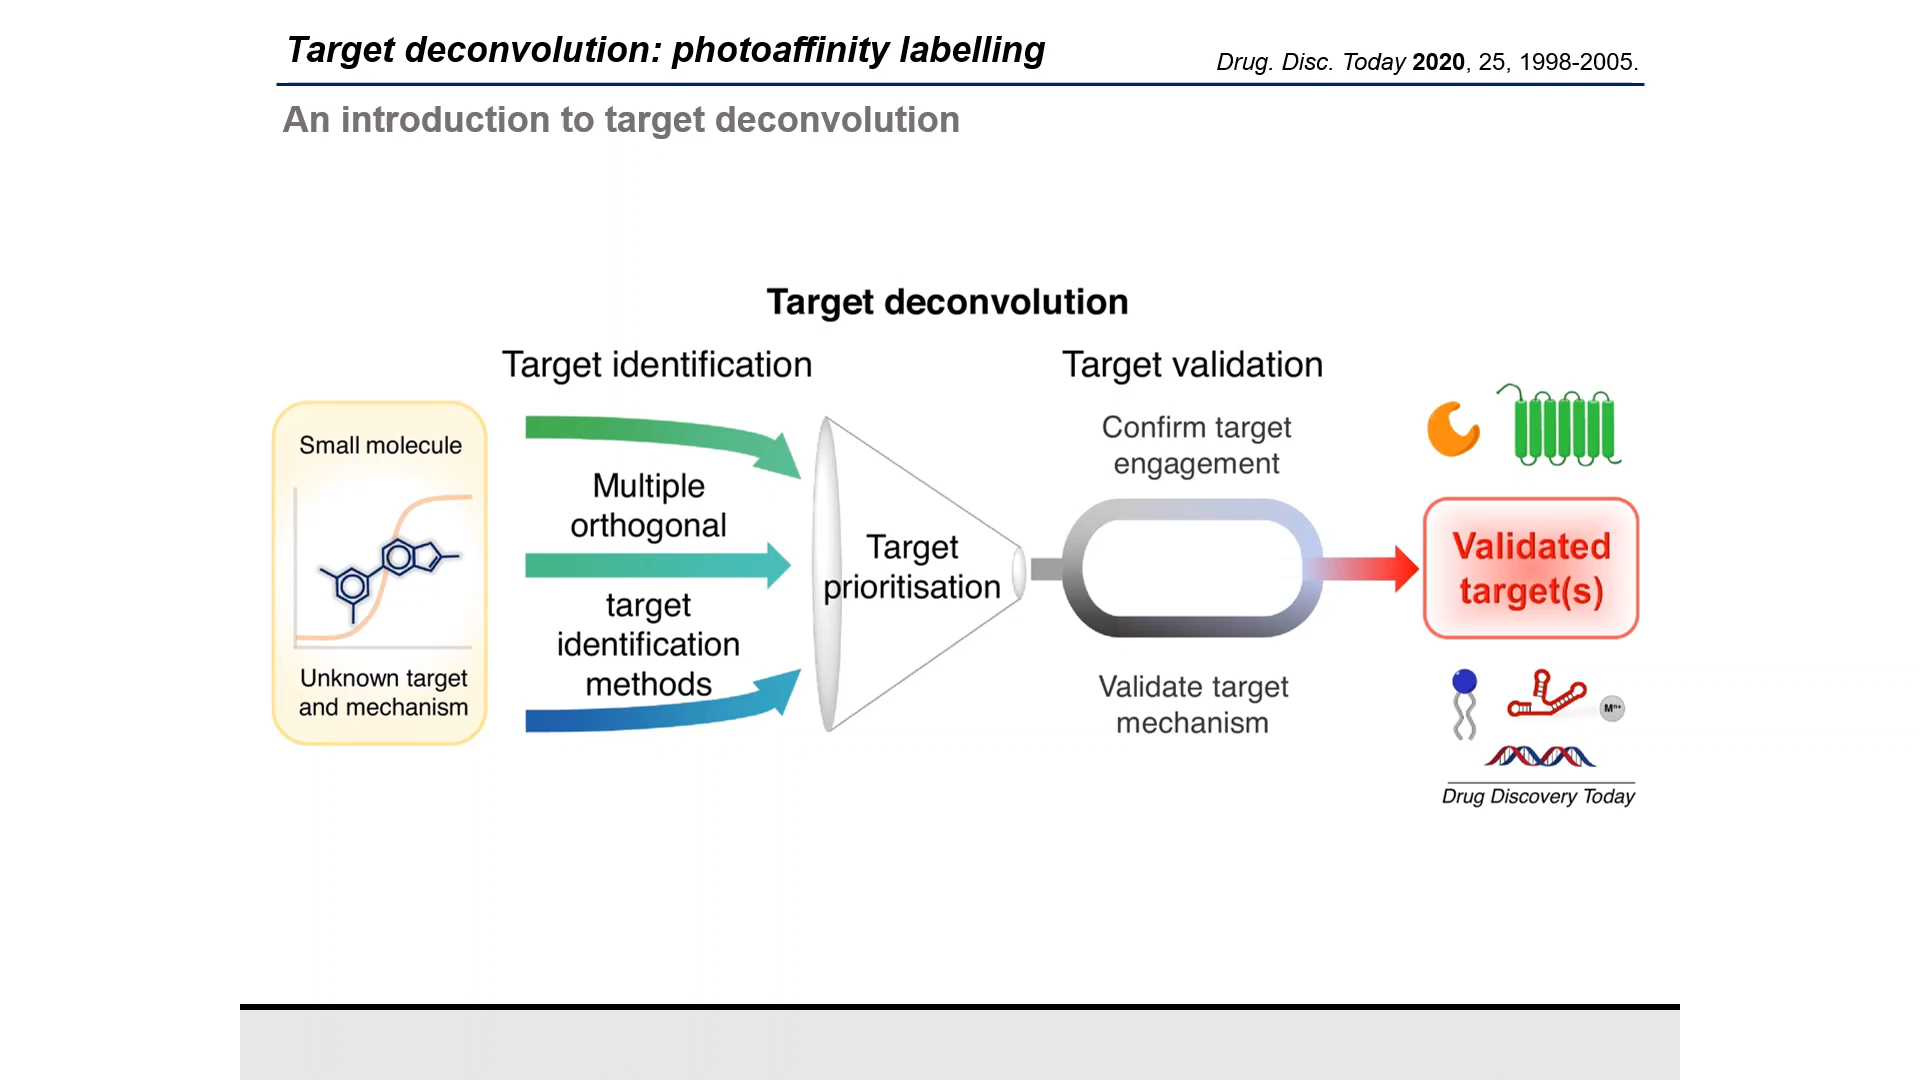 Target deconvolution: photoaffinity labelling
Drug. Disc. Today 2020, 25, 1998-2005.
An introduction to target deconvolution
Target deconvolution
Target identification
Target validation
Small molecule
Unknown target
and mechanism
Multiple
orthogonal
target
identification
methods
Target
prioritisation
Confirm target
engagement
Validate target
mechanism
Validated
target(s)
Mⁿ⁺
Drug Discovery Today